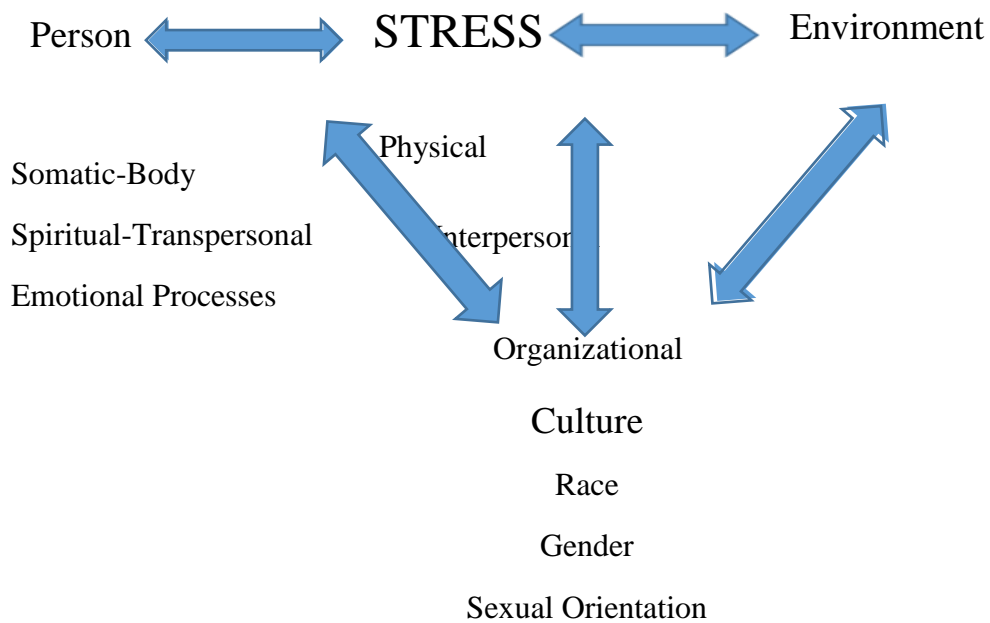 Person STRESS Environment
Physical
Somatic-Body
Interpersonal
Spiritual-Transpersonal
Emotional Processes
Organizational
Culture
Race
Gender
Sexual Orientation